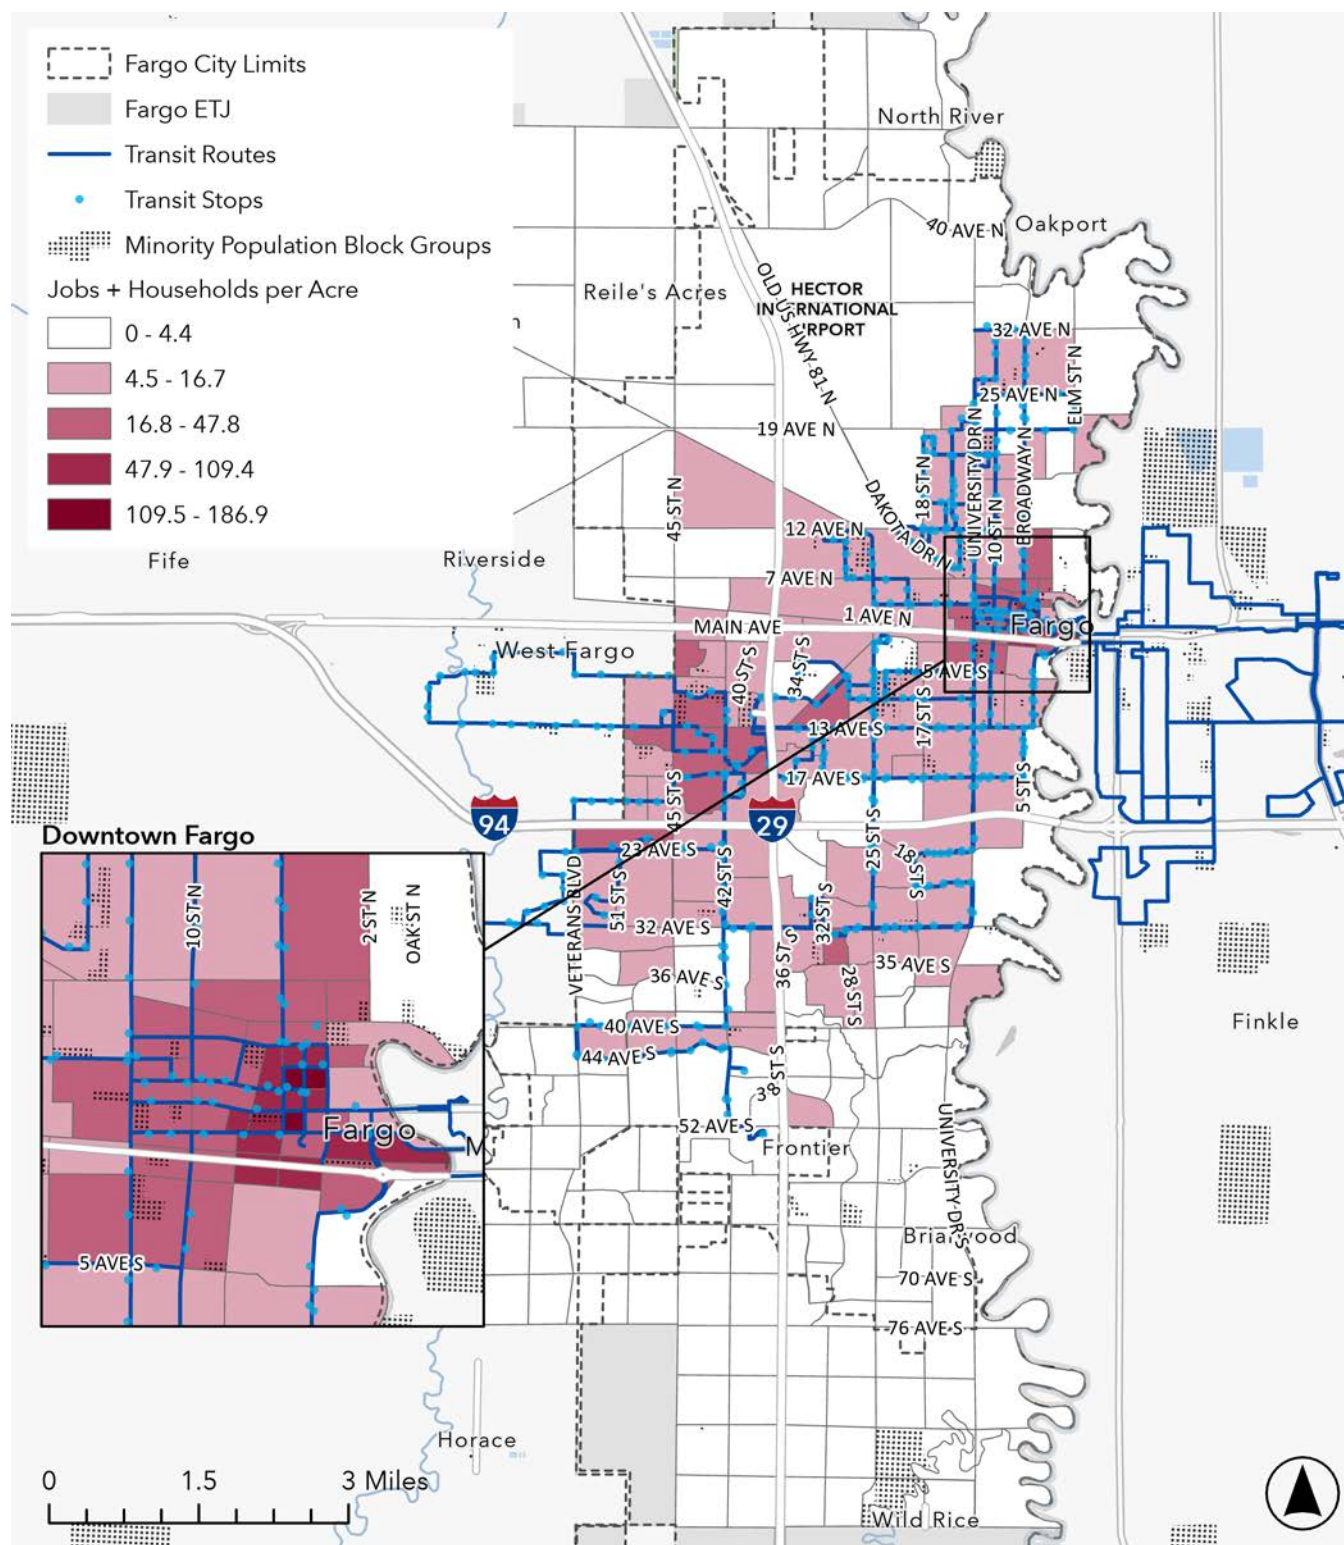 Fargo City Limits
Fargo ETJ
Transit Routes
Transit Stops
Minority Population Block Groups
Jobs + Households per Acre
0 - 4.4
4.5 - 16.7
16.8 - 47.8
47.9 - 109.4
109.5 - 186.9
North River
40 AVE N
Oakport
Reile's Acres
HECTOR
INTERNATIONAL
AIRPORT
OLD US HWY 81 N
n
32 AVE N
25 AVE N
ELM ST N
19 AVE N
45 ST N
18 ST N
UNIVERSITY DR N
10 ST N
BROADWAY N
DAKOTA DR N
12 AVE N
7 AVE N
1 AVE N
Fife
Riverside
MAIN AVE
Fargo
West Fargo
40 ST S
34 ST S
5 AVE S
17 ST S
13 AVE S
17 AVE S
45 ST S
25 ST S
5 ST S
94
29
23 AVE S
18 ST S
VETERANS BLVD
51 ST S
42 ST S
32 ST S
32 AVE S
36 ST S
36 AVE S
28 ST S
35 AVE S
40 AVE S
44 AVE S
38 ST S
52 AVE S
Frontier
UNIVERSITY DR S
Finkle
Briarwood
70 AVE S
76 AVE S
Horace
Wild Rice
Downtown Fargo
10 ST N
2 ST N
OAK ST N
Fargo
M
5 AVE S
0 1.5 3 Miles